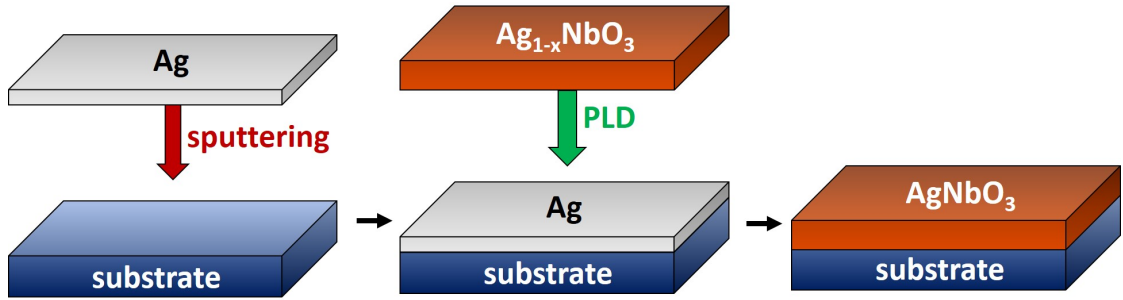 Ag
sputtering
substrate
Ag₁₋ₓNbO₃
PLD
Ag
substrate
AgNbO₃
substrate